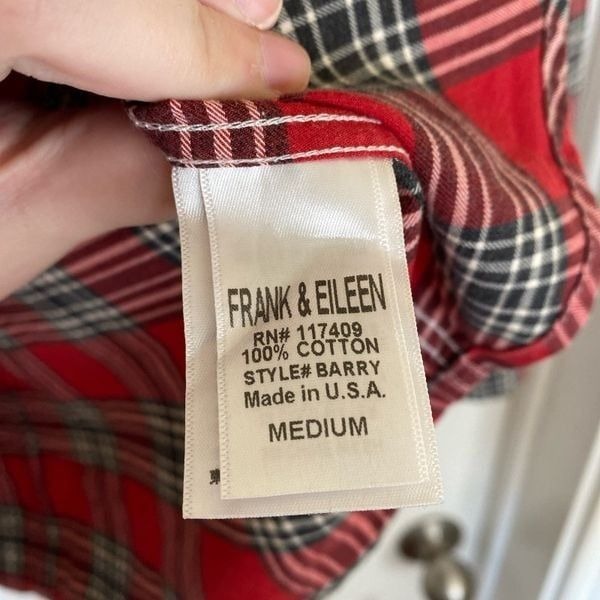 FRANK & EILEEN
RN# 117409
100% COTTON
STYLE# BARRY
Made in U.S.A.
MEDIUM